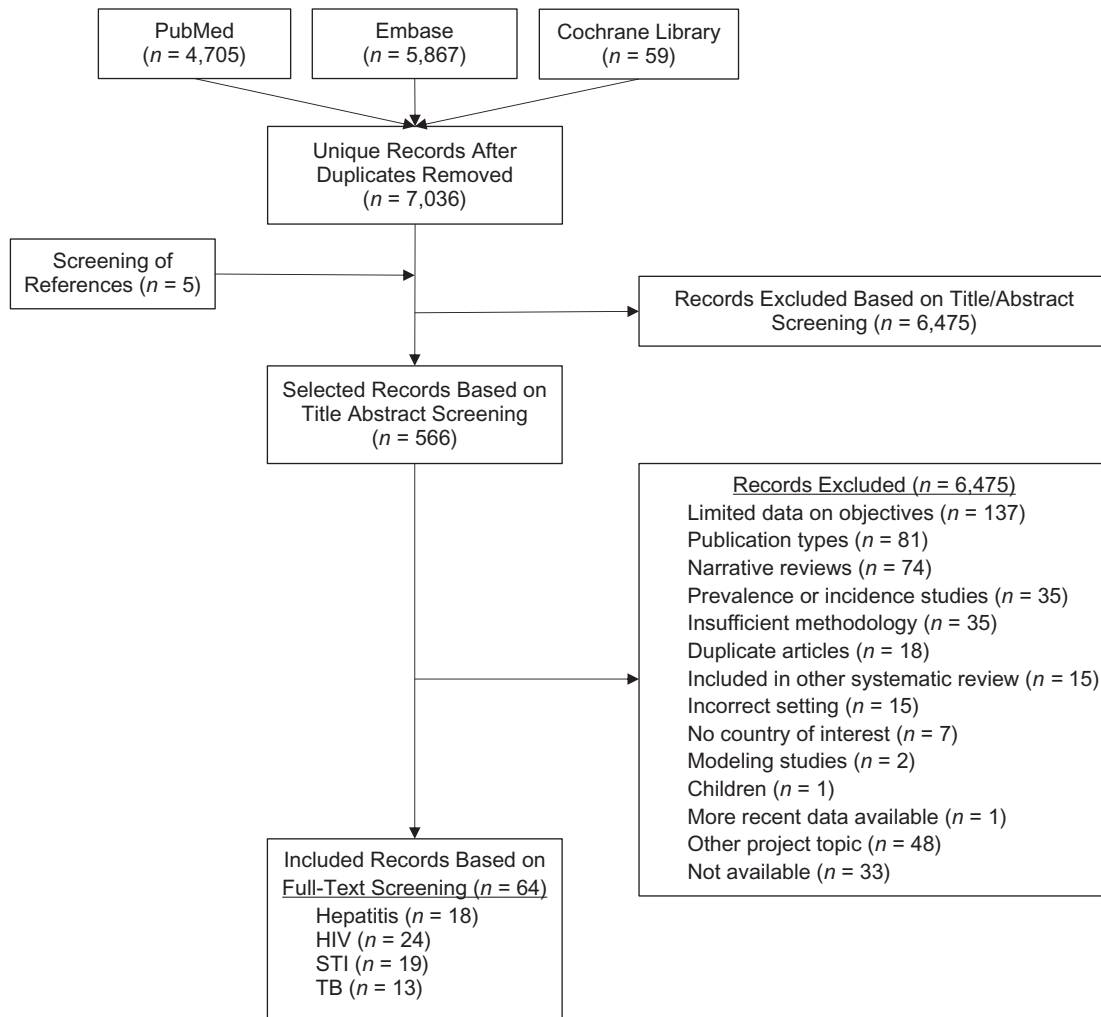 PubMed
(n = 4,705)
Embase
(n = 5,867)
Cochrane Library
(n = 59)
Unique Records After
Duplicates Removed
(n = 7,036)
Screening of
References (n = 5)
Records Excluded Based on Title/Abstract
Screening (n = 6,475)
Selected Records Based on
Title Abstract Screening
(n = 566)
Records Excluded (n = 6,475)
Limited data on objectives (n = 137)
Publication types (n = 81)
Narrative reviews (n = 74)
Prevalence or incidence studies (n = 35)
Insufficient methodology (n = 35)
Duplicate articles (n = 18)
Included in other systematic review (n = 15)
Incorrect setting (n = 15)
No country of interest (n = 7)
Modeling studies (n = 2)
Children (n = 1)
More recent data available (n = 1)
Other project topic (n = 48)
Not available (n = 33)
Included Records Based on
Full-Text Screening (n = 64)
Hepatitis (n = 18)
HIV (n = 24)
STI (n = 19)
TB (n = 13)